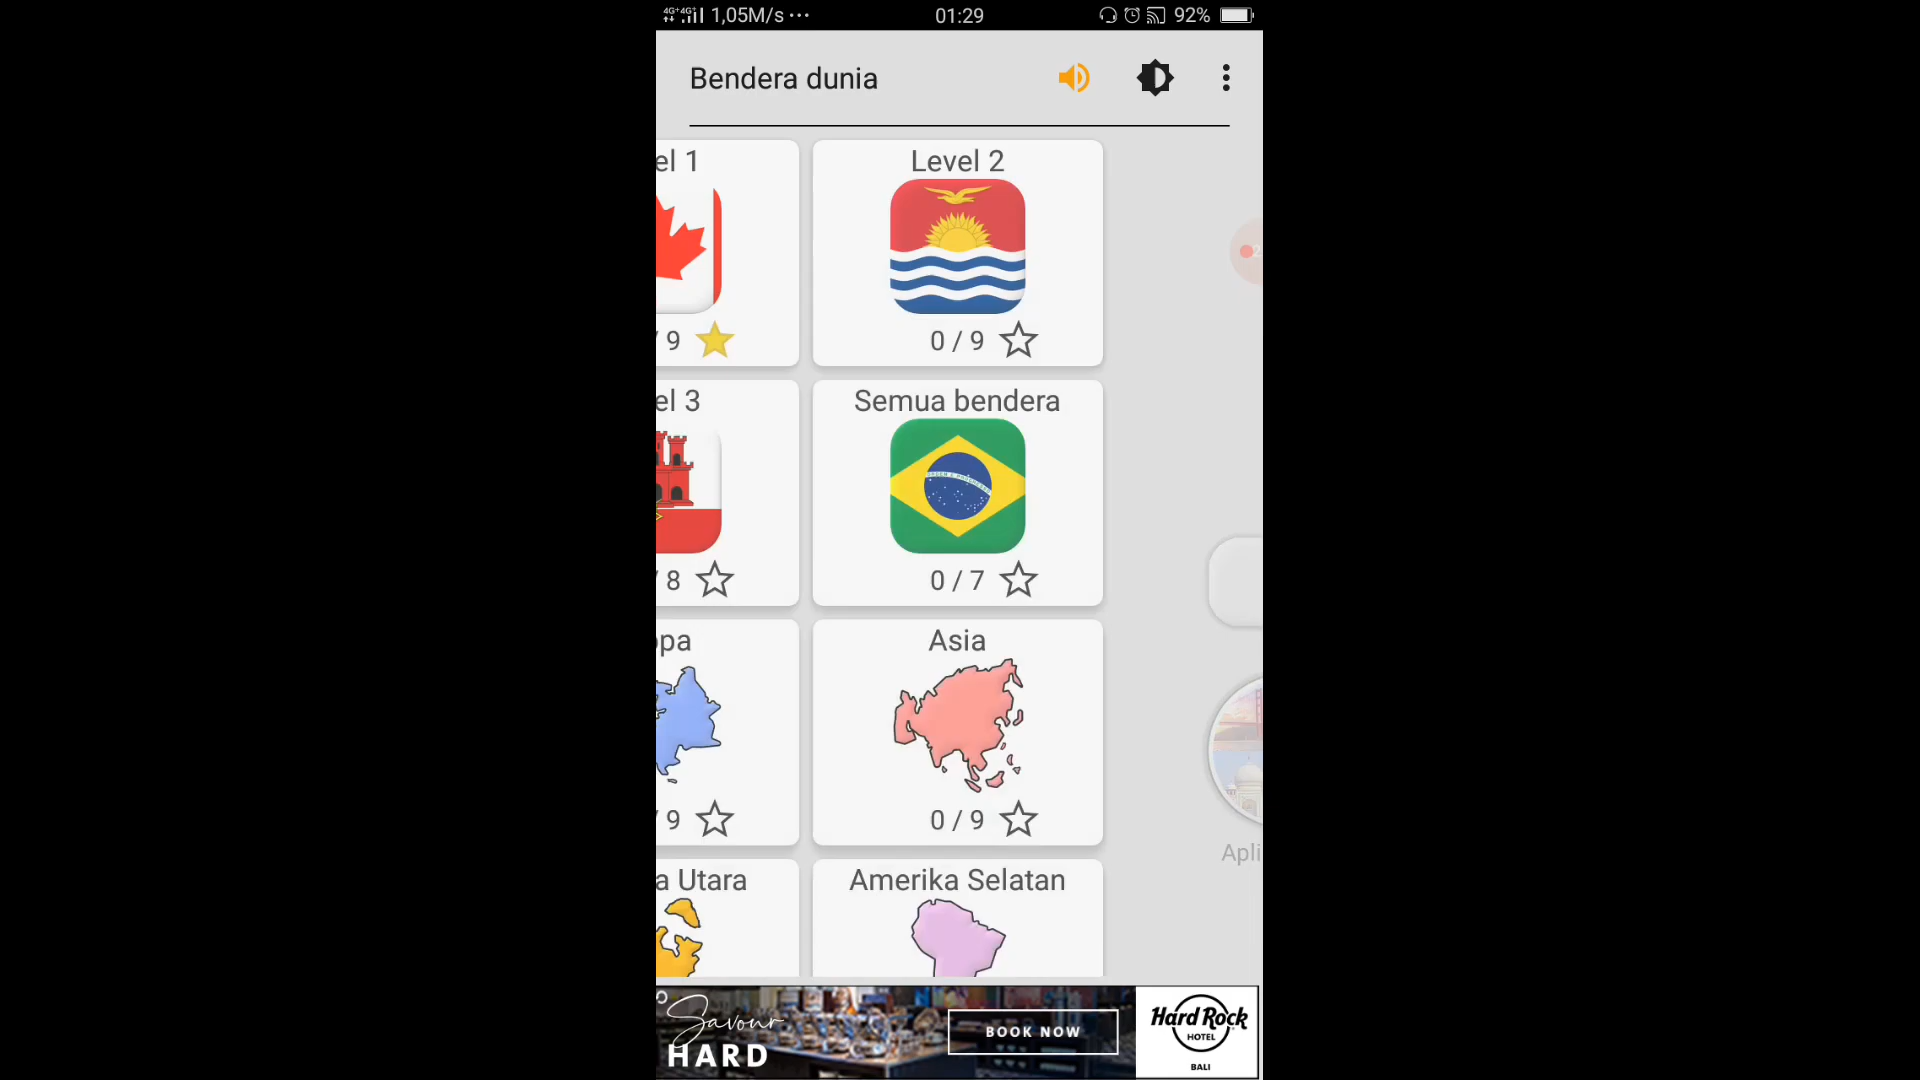 4G+ 4G+ 1,05M/s ··· 01:29 92%
Bendera dunia
el 1 Level 2
/ 9 0 / 9
el 3 Semua bendera
/ 8 0 / 7
opa Asia
/ 9 0 / 9
Apli
a Utara Amerika Selatan
Savour
HARD
BOOK NOW
Hard Rock
HOTEL
BALI